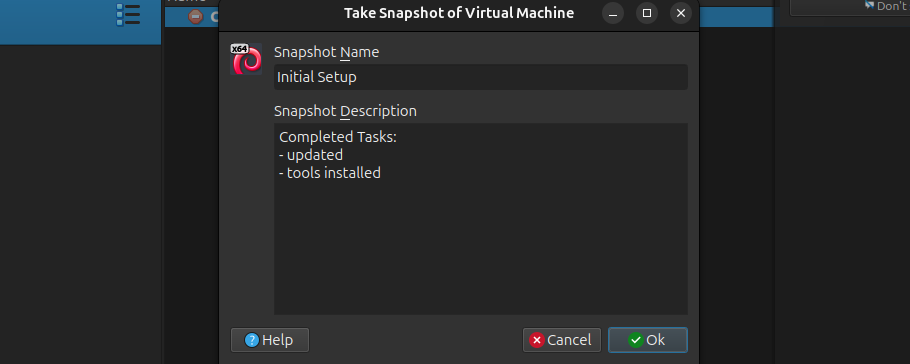 Take Snapshot of Virtual Machine
Don't
x64
Snapshot Name
Initial Setup
Snapshot Description
Completed Tasks:
- updated
- tools installed
Help
Cancel
Ok